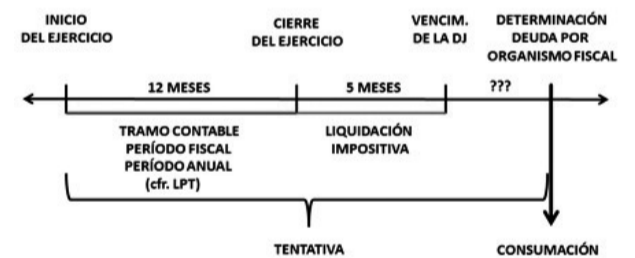 INICIO
DEL EJERCICIO
CIERRE
DEL EJERCICIO
VENCIM.
DE LA DJ
DETERMINACIÓN
DEUDA POR
ORGANISMO FISCAL
12 MESES
5 MESES
???
TRAMO CONTABLE
PERÍODO FISCAL
PERÍODO ANUAL
(cfr. LPT)
LIQUIDACIÓN
IMPOSITIVA
TENTATIVA
CONSUMACIÓN